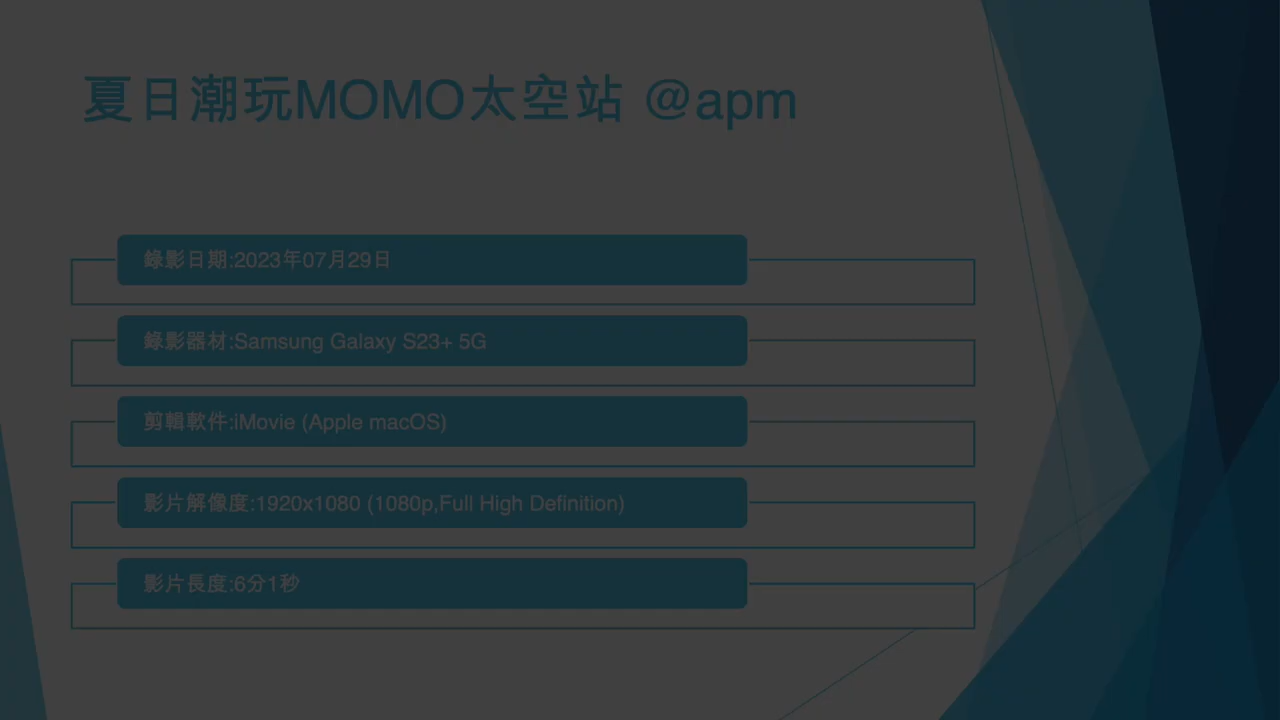 夏日潮玩MOMO太空站 @apm
錄影日期:2023年07月29日
錄影器材:Samsung Galaxy S23+ 5G
剪輯軟件:iMovie (Apple macOS)
影片解像度:1920x1080 (1080p,Full High Definition)
影片長度:6分1秒